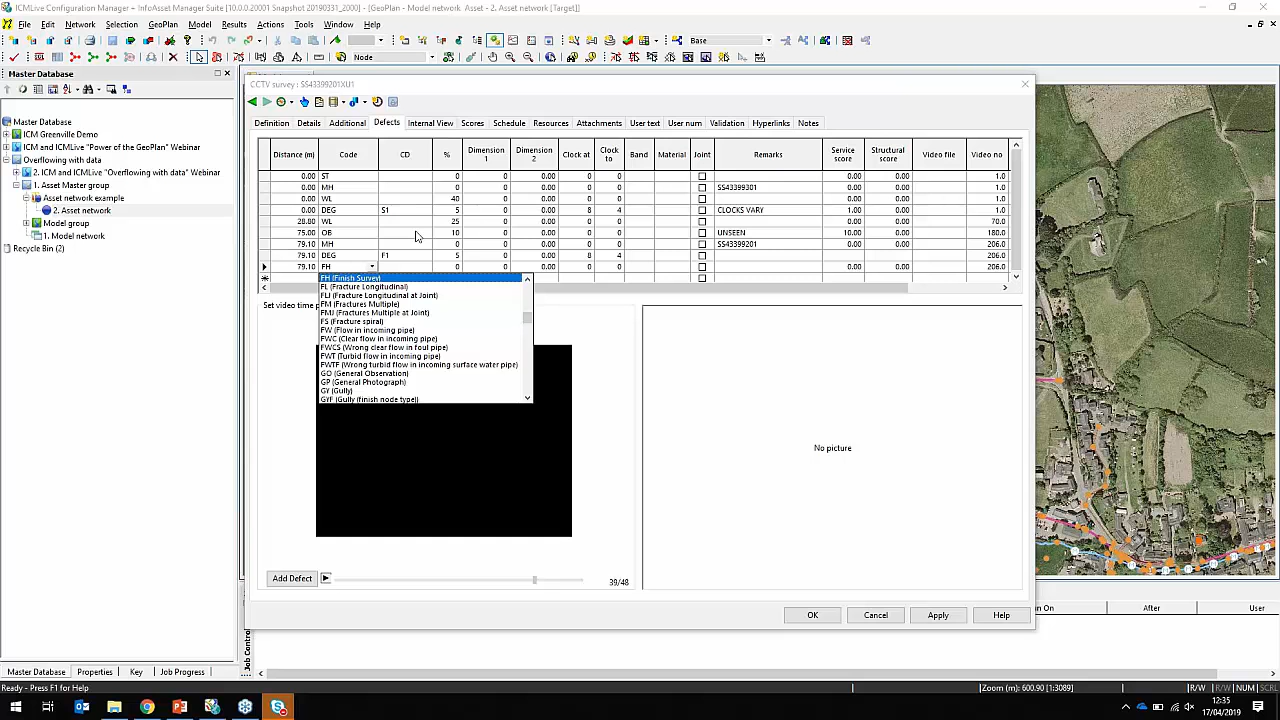 ICMLive Configuration Manager + InfoAsset Manager Suite [10.0.0.20001 Snapshot 20190331_2000] - [GeoPlan - Model network. Asset - 2. Asset network [Target]]
File Edit Network Selection GeoPlan Model Results Actions Tools Window Help
Node
Base
Master Database
Master Database
ICM Greenville Demo
ICM and ICMLive "Power of the GeoPlan" Webinar
Overflowing with data
2. ICM and ICMLive "Overflowing with data" Webinar
1. Asset Master group
Asset network example
2. Asset network
Model group
1. Model network
Recycle Bin (2)
CCTV survey : SS43399201XU1
Definition Details Additional Defects Internal View Scores Schedule Resources Attachments User text User num Validation Hyperlinks Notes
Distance (m) Code CD % Dimension 1 Dimension 2 Clock at Clock to Band Material Joint Remarks Service score Structural score Video file Video no
0.00 ST 0 0 0.00 0.00 0.00 1.0
0.00 MH 0 0 0.00 SS43399301 0.00 0.00 1.0
0.00 WL 40 0 0.00 0.00 0.00 1.0
0.00 DEG S1 5 0 0.00 8 4 CLOCKS VARY 1.00 0.00 1.0
28.80 WL 25 0 0.00 0.00 0.00 70.0
75.00 OB 10 0 0.00 UNSEEN 10.00 0.00 180.0
79.10 MH 0 0 0.00 SS43399201 0.00 0.00 206.0
79.10 DEG F1 5 0 0.00 8 4 0.00 0.00 206.0
79.10 FH 0 0 0.00 0.00 0.00 206.0
FH (Finish Survey)
FL (Fracture Longitudinal)
FLJ (Fracture Longitudinal at Joint)
FM (Fractures Multiple)
FMJ (Fractures Multiple at Joint)
FS (Fracture spiral)
FW (Flow in incoming pipe)
FWC (Clear flow in incoming pipe)
FWCS (Wrong clear flow in foul pipe)
FWT (Turbid flow in incoming pipe)
FWTF (Wrong turbid flow in incoming surface water pipe)
GO (General Observation)
GP (General Photograph)
GY (Gully)
GYF (Gully (finish node type))
Set video time
No picture
Add Defect
39/48
OK Cancel Apply Help
Job Contro
On After User
Master Database Properties Key Job Progress
Ready - Press F1 for Help
Zoom (m): 600.90 [1:3089]
R/W R/W NUM SCRL
12:35
17/04/2019